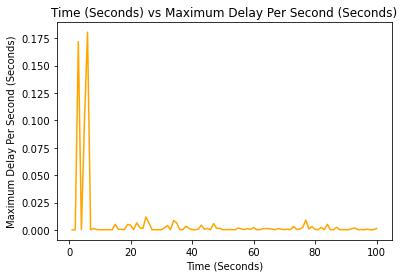 Time (Seconds) vs Maximum Delay Per Second (Seconds)
Maximum Delay Per Second (Seconds)
0.175
0.150
0.125
0.100
0.075
0.050
0.025
0.000
0 20 40 60 80 100
Time (Seconds)